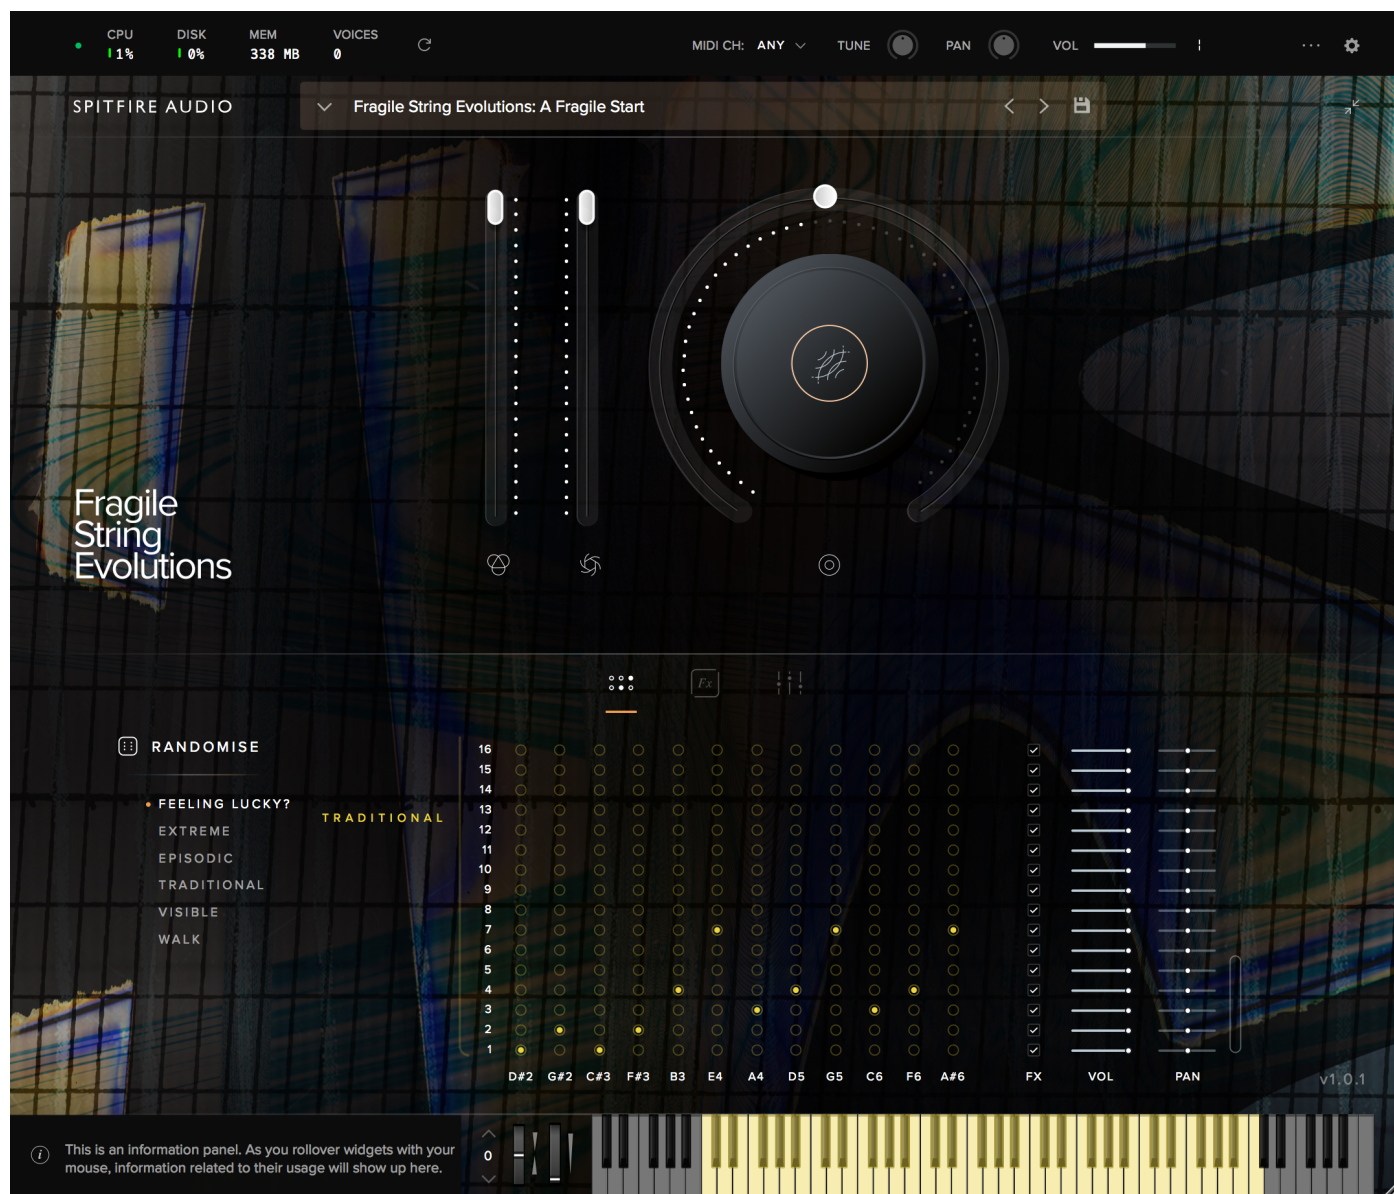 CPU DISK MEM VOICES
1% 0% 338 MB 0
MIDI CH: ANY TUNE PAN VOL
SPITFIRE AUDIO
Fragile String Evolutions: A Fragile Start
Fragile
String
Evolutions
Fx
RANDOMISE
FEELING LUCKY?
EXTREME
EPISODIC
TRADITIONAL
VISIBLE
WALK
TRADITIONAL
16
15
14
13
12
11
10
9
8
7
6
5
4
3
2
1
D#2 G#2 C#3 F#3 B3 E4 A4 D5 G5 C6 F6 A#6 FX VOL PAN
v1.0.1
This is an information panel. As you rollover widgets with your
mouse, information related to their usage will show up here.
0